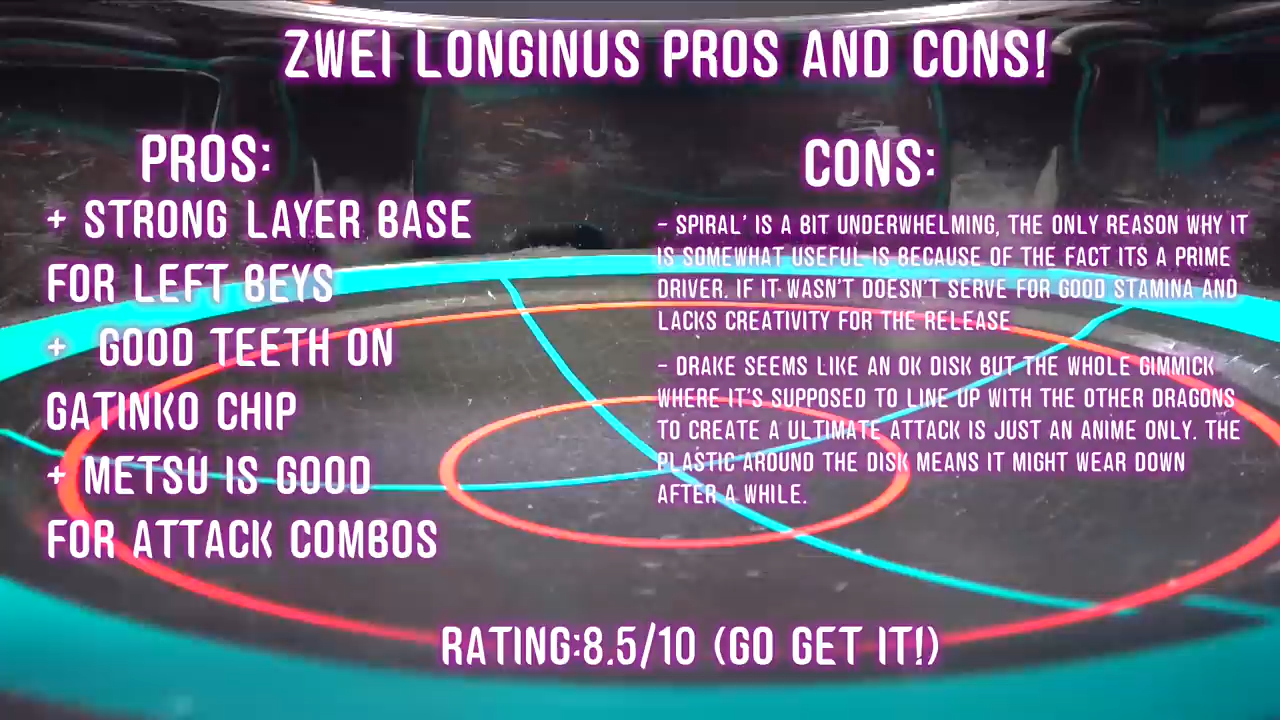 ZWEI LONGINUS PROS AND CONS!
PROS:
+ STRONG LAYER BASE
FOR LEFT BEYS
+ GOOD TEETH ON
GATINKO CHIP
+ METSU IS GOOD
FOR ATTACK COMBOS
CONS:
- SPIRAL' IS A BIT UNDERWHELMING, THE ONLY REASON WHY IT
IS SOMEWHAT USEFUL IS BECAUSE OF THE FACT ITS A PRIME
DRIVER. IF IT WASN'T DOESN'T SERVE FOR GOOD STAMINA AND
LACKS CREATIVITY FOR THE RELEASE
- DRAKE SEEMS LIKE AN OK DISK BUT THE WHOLE GIMMICK
WHERE IT'S SUPPOSED TO LINE UP WITH THE OTHER DRAGONS
TO CREATE A ULTIMATE ATTACK IS JUST AN ANIME ONLY. THE
PLASTIC AROUND THE DISK MEANS IT MIGHT WEAR DOWN
AFTER A WHILE.
RATING:8.5/10 (GO GET IT!)